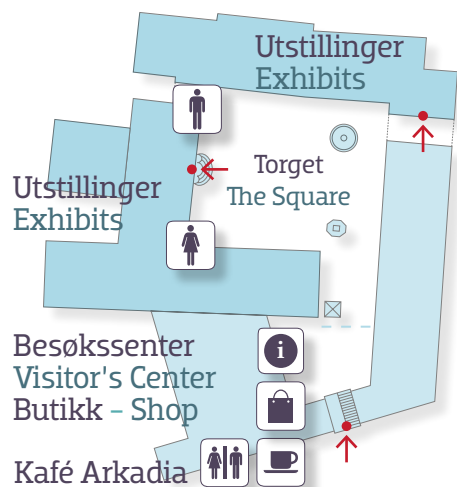 Utstillinger
Exhibits
Torget
The Square
Utstillinger
Exhibits
Besøkssenter
Visitor's Center
Butikk - Shop
Kafé Arkadia
i